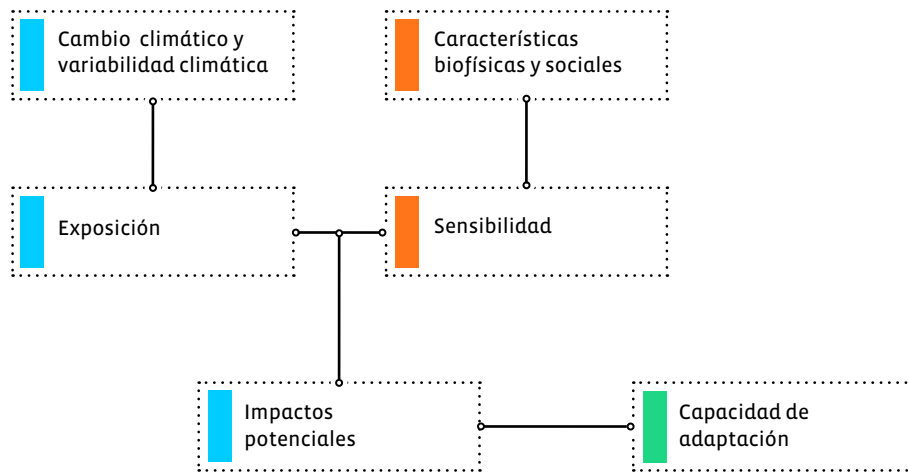 Cambio climático y
variabilidad climática
Características
biofísicas y sociales
Exposición
Sensibilidad
Impactos
potenciales
Capacidad de
adaptación